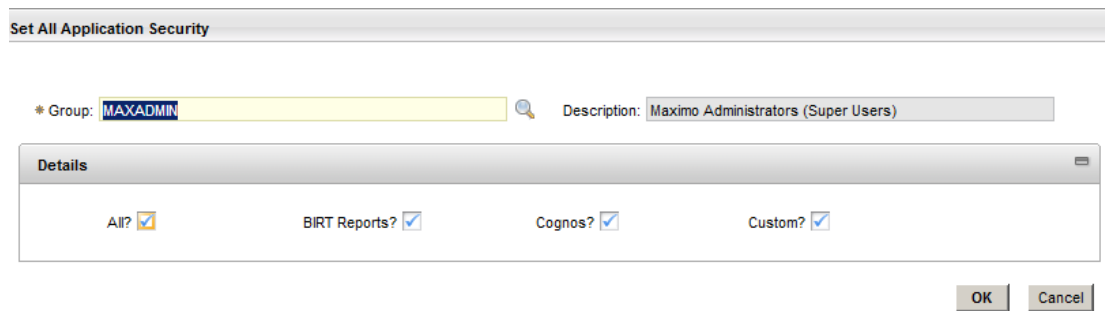 Set All Application Security
* Group: MAXADMIN Description: Maximo Administrators (Super Users)
Details
All? BIRT Reports? Cognos? Custom?
OK Cancel